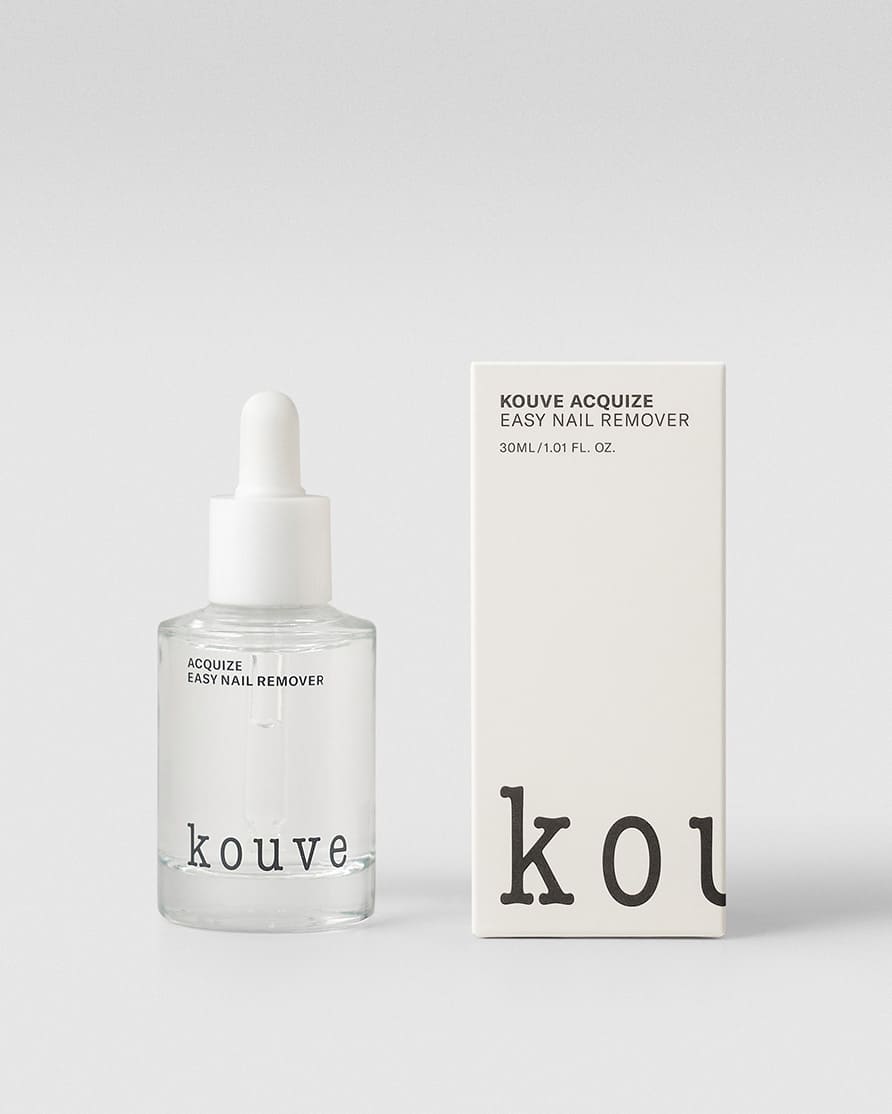 ACQUIZE
EASY NAIL REMOVER
kouve
KOUVE ACQUIZE
EASY NAIL REMOVER
30ML/1.01 FL. OZ.
kou